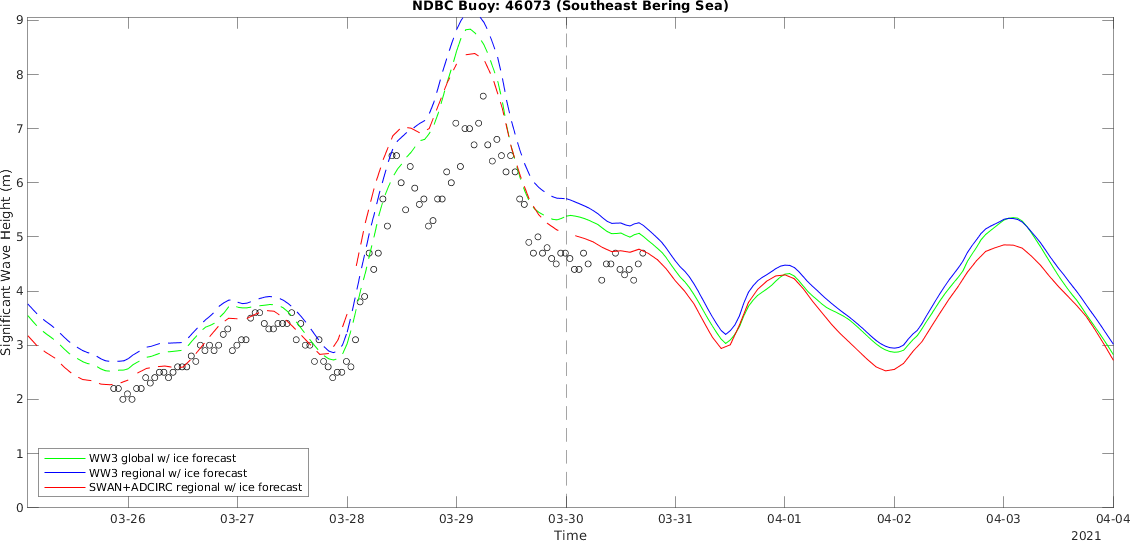 NDBC Buoy: 46073 (Southeast Bering Sea)
9
8
7
6
5
4
3
2
1
0
Significant Wave Height (m)
WW3 global w/ ice forecast
WW3 regional w/ ice forecast
SWAN+ADCIRC regional w/ ice forecast
03-26 03-27 03-28 03-29 03-30 03-31 04-01 04-02 04-03 04-04
Time
2021